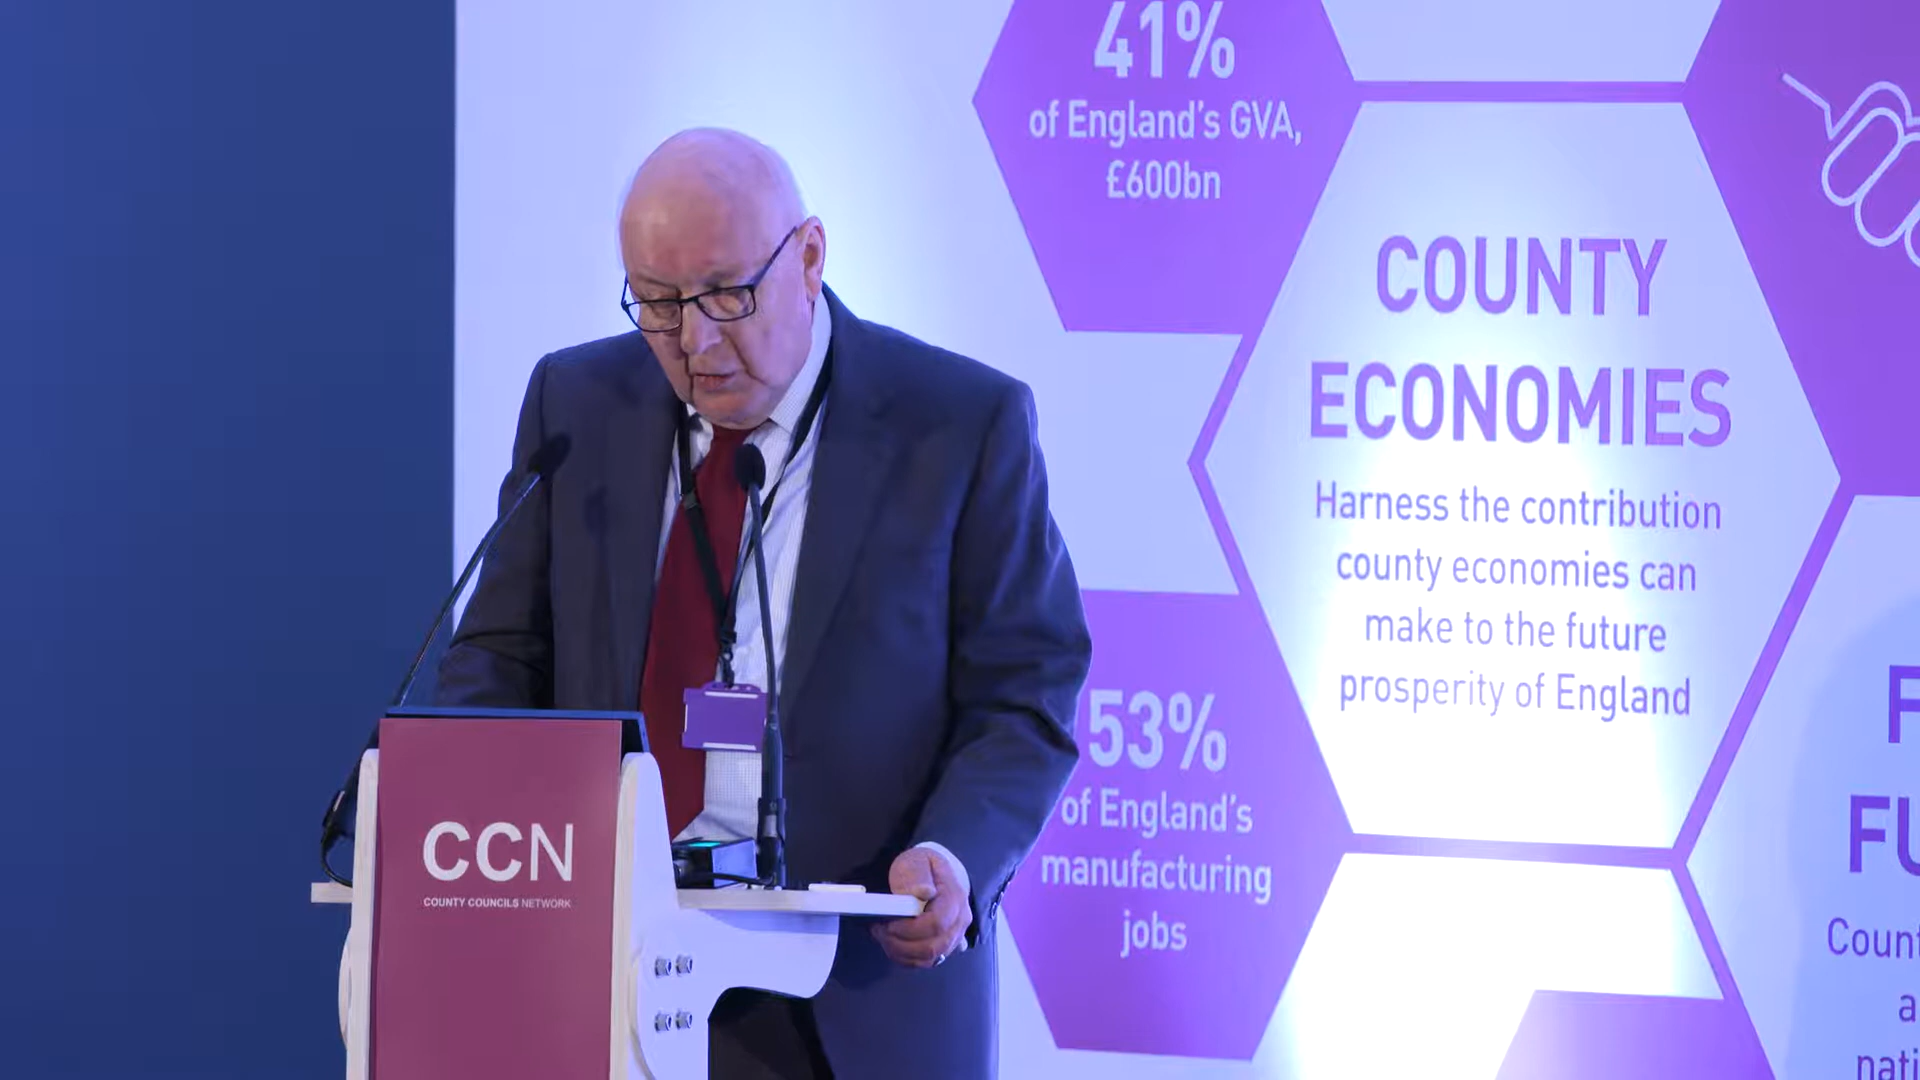 41%
of England's GVA,
£600bn
COUNTY
ECONOMIES
Harness the contribution
county economies can
make to the future
prosperity of England
53%
of England's
manufacturing
jobs
CCN
COUNTY COUNCILS NETWORK